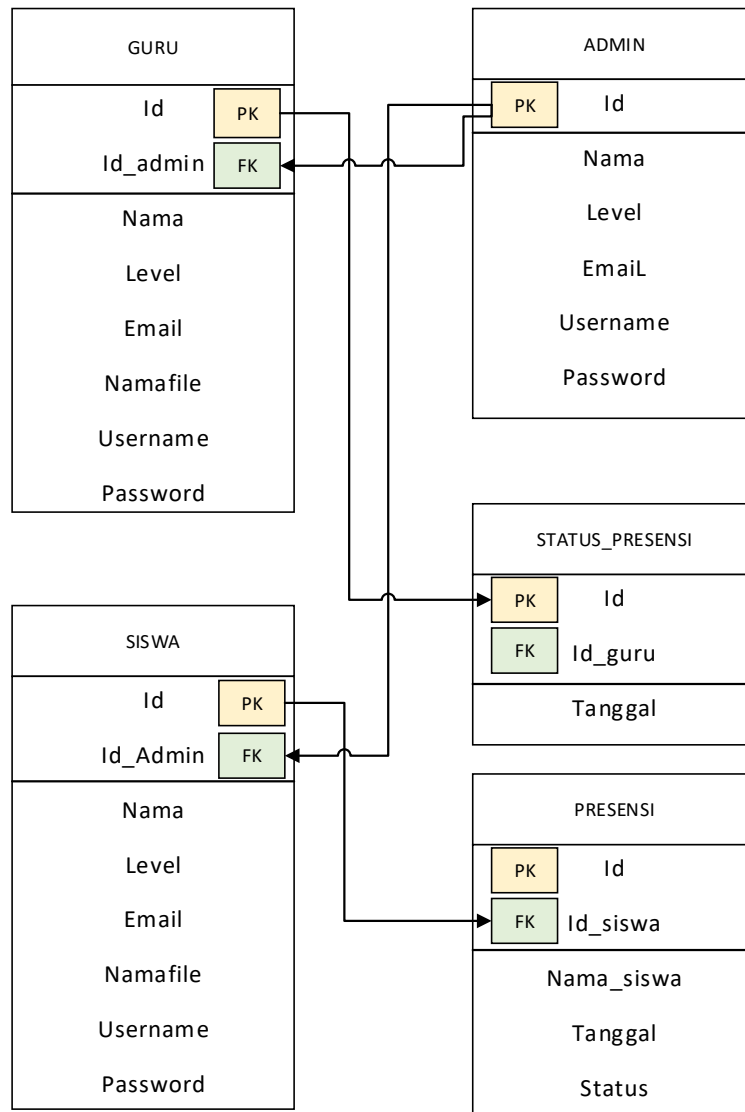 GURU
Id PK
Id_admin FK
Nama
Level
Email
Namafile
Username
Password
ADMIN
PK Id
Nama
Level
EmaiL
Username
Password
STATUS_PRESENSI
PK Id
FK Id_guru
Tanggal
SISWA
Id PK
Id_Admin FK
Nama
Level
Email
Namafile
Username
Password
PRESENSI
PK Id
FK Id_siswa
Nama_siswa
Tanggal
Status